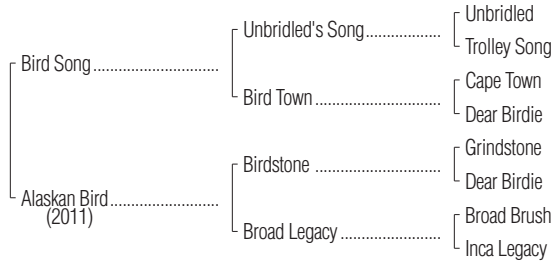 Unbridled
Unbridled's Song
Trolley Song
Bird Song
Cape Town
Bird Town
Dear Birdie
Grindstone
Birdstone
Dear Birdie
Alaskan Bird
(2011)
Broad Brush
Broad Legacy
Inca Legacy